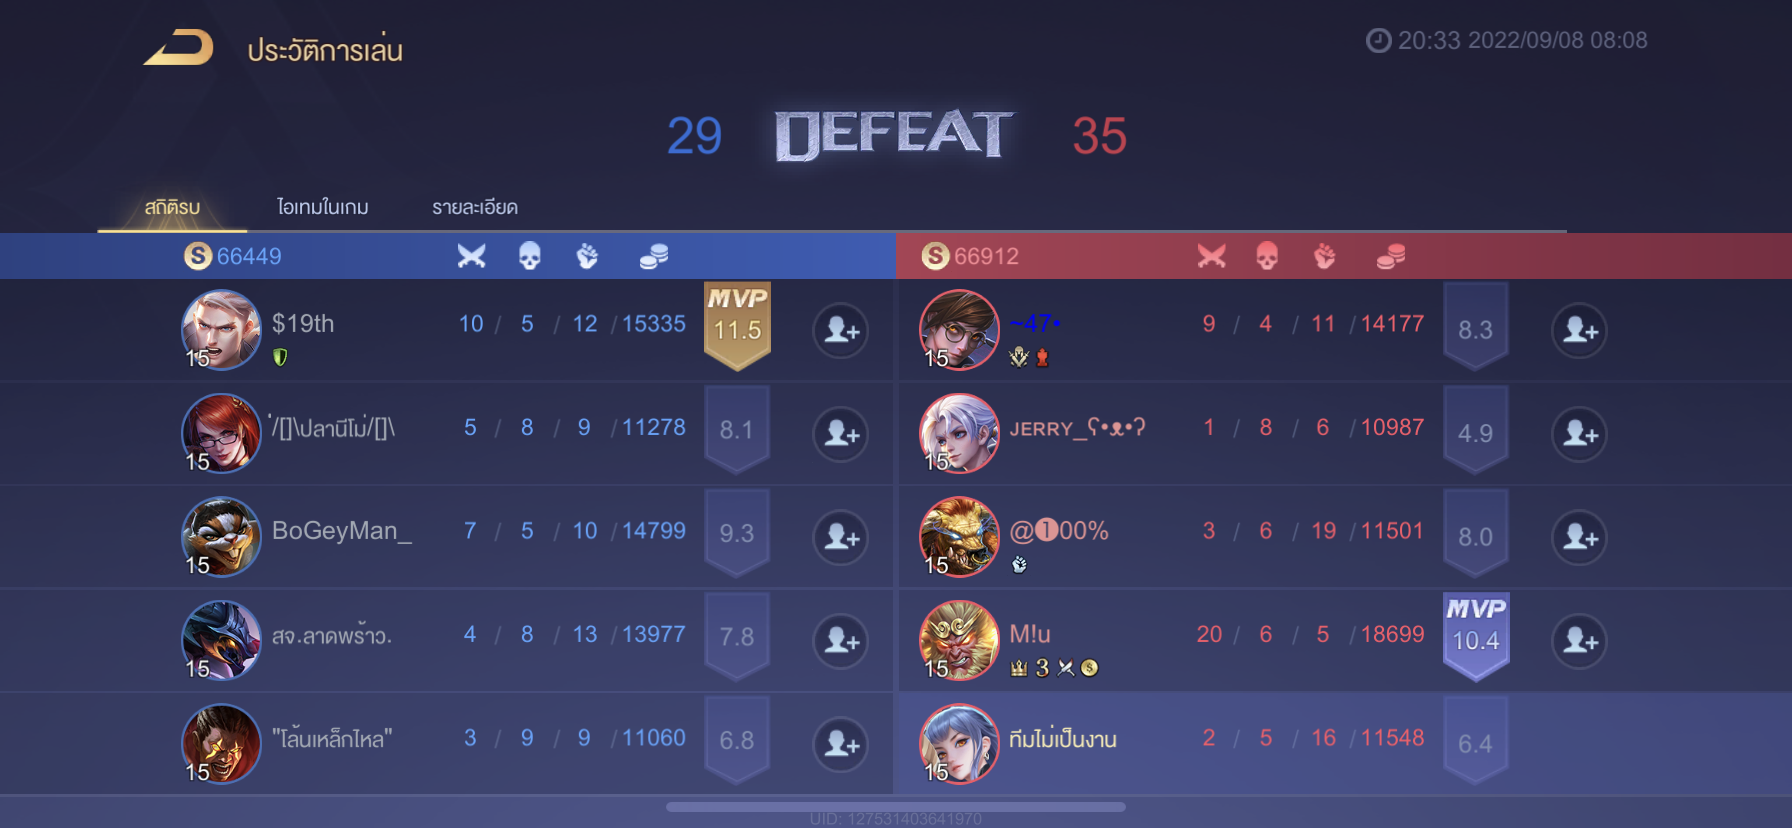 ประวัติการเล่น
20:33 2022/09/08 08:08
29 DEFEAT 35
สถิติรบ ไอเทมในเกม รายละเอียด
S 66449
S 66912
$19th 10 / 5 / 12 / 15335 MVP 11.5
15
~47• 9 / 4 / 11 / 14177 8.3
15
่/[]\ปลานีโม่/[]\ 5 / 8 / 9 / 11278 8.1
15
ᴊᴇʀʀʏ_ʕ•ᴥ•ʔ 1 / 8 / 6 / 10987 4.9
15
BoGeyMan_ 7 / 5 / 10 / 14799 9.3
15
@❶00% 3 / 6 / 19 / 11501 8.0
15
สจ.ลาดพร้าว. 4 / 8 / 13 / 13977 7.8
15
M!u 20 / 6 / 5 / 18699 MVP 10.4
15 3 S
"โล้นเหล็กไหล" 3 / 9 / 9 / 11060 6.8
15
ทีมไม่เป็นงาน 2 / 5 / 16 / 11548 6.4
15
UID: 127531403641970